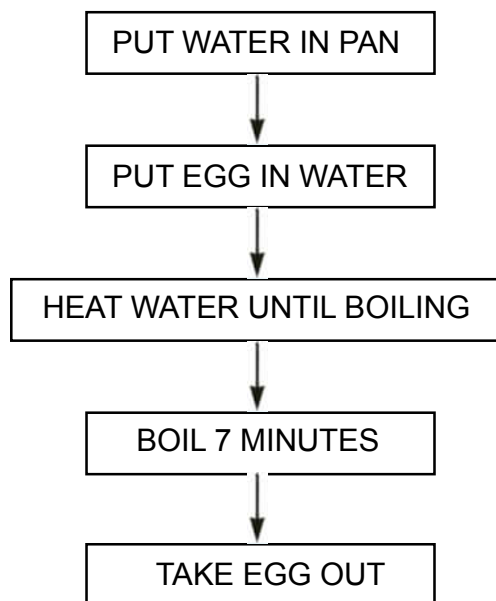 PUT WATER IN PAN
PUT EGG IN WATER
HEAT WATER UNTIL BOILING
BOIL 7 MINUTES
TAKE EGG OUT